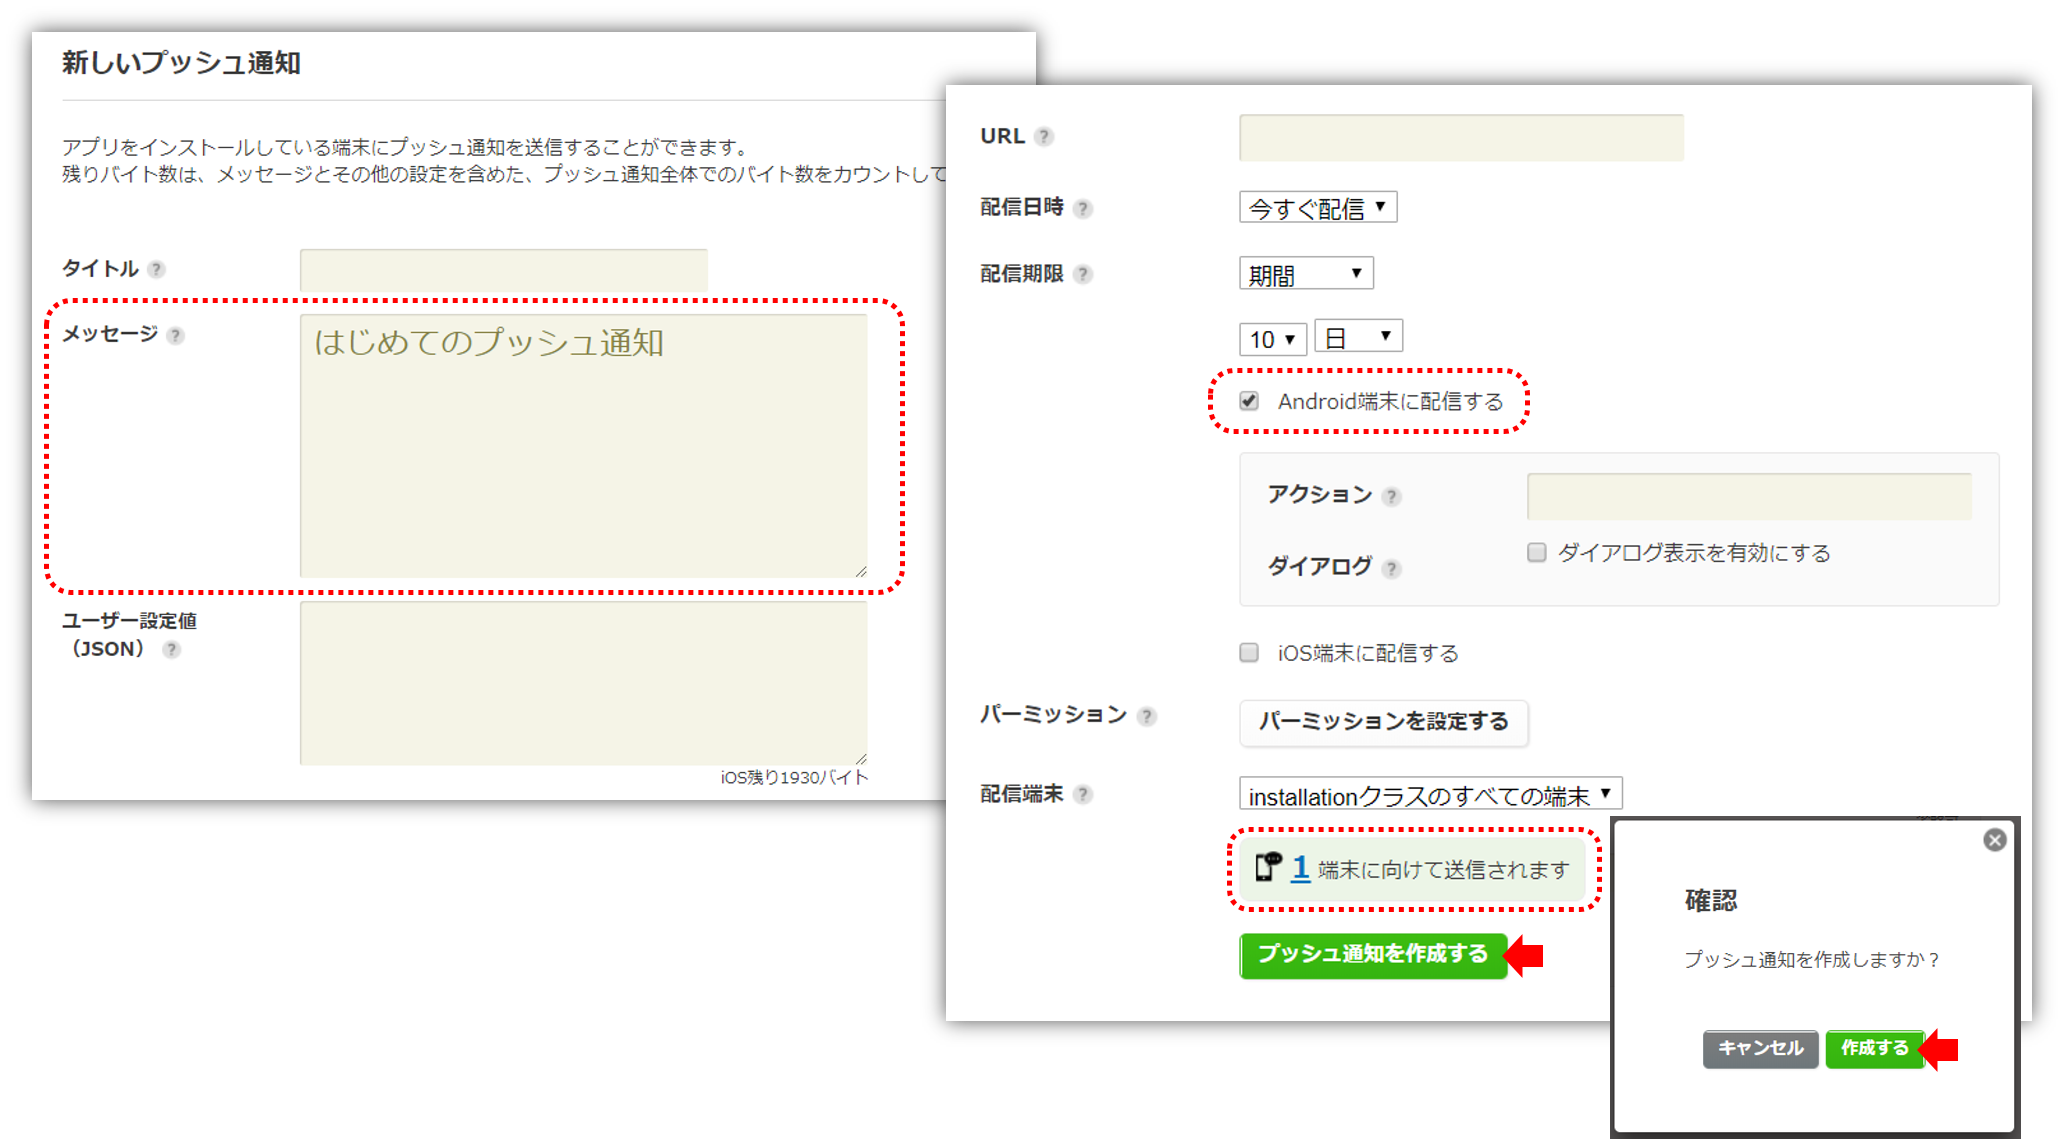 新しいプッシュ通知
アプリをインストールしている端末にプッシュ通知を送信することができます。
残りバイト数は、メッセージとその他の設定を含めた、プッシュ通知全体でのバイト数をカウントして
タイトル ?
メッセージ ?
はじめてのプッシュ通知
ユーザー設定値
（JSON） ?
iOS残り1930バイト
URL ?
配信日時 ?
今すぐ配信 ▼
配信期限 ?
期間 ▼
10 ▼ 日 ▼
Android端末に配信する
アクション ?
ダイアログ ?
ダイアログ表示を有効にする
iOS端末に配信する
パーミッション ?
パーミッションを設定する
配信端末 ?
installationクラスのすべての端末 ▼
1 端末に向けて送信されます
プッシュ通知を作成する
確認
プッシュ通知を作成しますか？
キャンセル
作成する